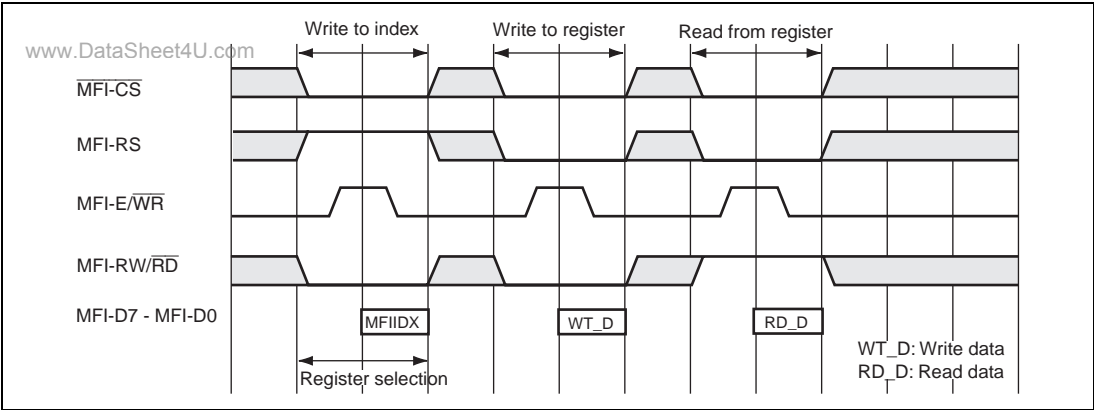 Write to index
Write to register
Read from register
www.DataSheet4U.com
MFI-CS
MFI-RS
MFI-E/WR
MFI-RW/RD
MFI-D7 - MFI-D0
MFIIDX
WT_D
RD_D
WT_D: Write data
RD_D: Read data
Register selection